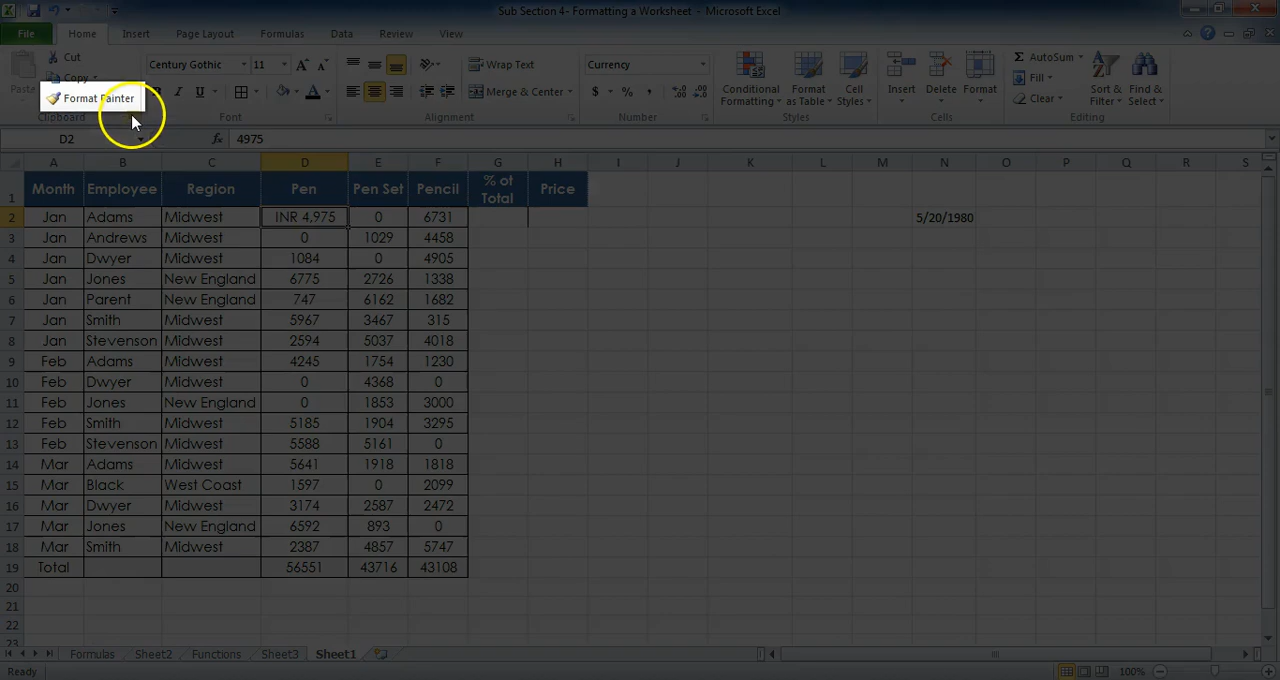 Sub Section 4- Formatting a Worksheet - Microsoft Excel
File Home Insert Page Layout Formulas Data Review View
Paste Cut Copy Format Painter
Century Gothic 11 U A
Wrap Text Merge & Center
Currency $ % ,
Conditional Formatting Format as Table Cell Styles
Insert Delete Format
AutoSum Fill Clear Sort & Filter Find & Select
Clipboard Font Alignment Number Styles Cells Editing
D2 fx 4975
A B C D E F G H I J K L M N O P Q R S
1 Month Employee Region Pen Pen Set Pencil % of Total Price
2 Jan Adams Midwest INR 4,975 0 6731 5/20/1980
3 Jan Andrews Midwest 0 1029 4458
4 Jan Dwyer Midwest 1084 0 4905
5 Jan Jones New England 6775 2726 1338
6 Jan Parent New England 747 6162 1682
7 Jan Smith Midwest 5967 3467 315
8 Jan Stevenson Midwest 2594 5037 4018
9 Feb Adams Midwest 4245 1754 1230
10 Feb Dwyer Midwest 0 4368 0
11 Feb Jones New England 0 1853 3000
12 Feb Smith Midwest 5185 1904 3295
13 Feb Stevenson Midwest 5588 5161 0
14 Mar Adams Midwest 5641 1918 1818
15 Mar Black West Coast 1597 0 2099
16 Mar Dwyer Midwest 3174 2587 2472
17 Mar Jones New England 6592 893 0
18 Mar Smith Midwest 2387 4857 5747
19 Total 56551 43716 43108
20
21
22
23
Formulas Sheet2 Functions Sheet3 Sheet1
Ready 100%